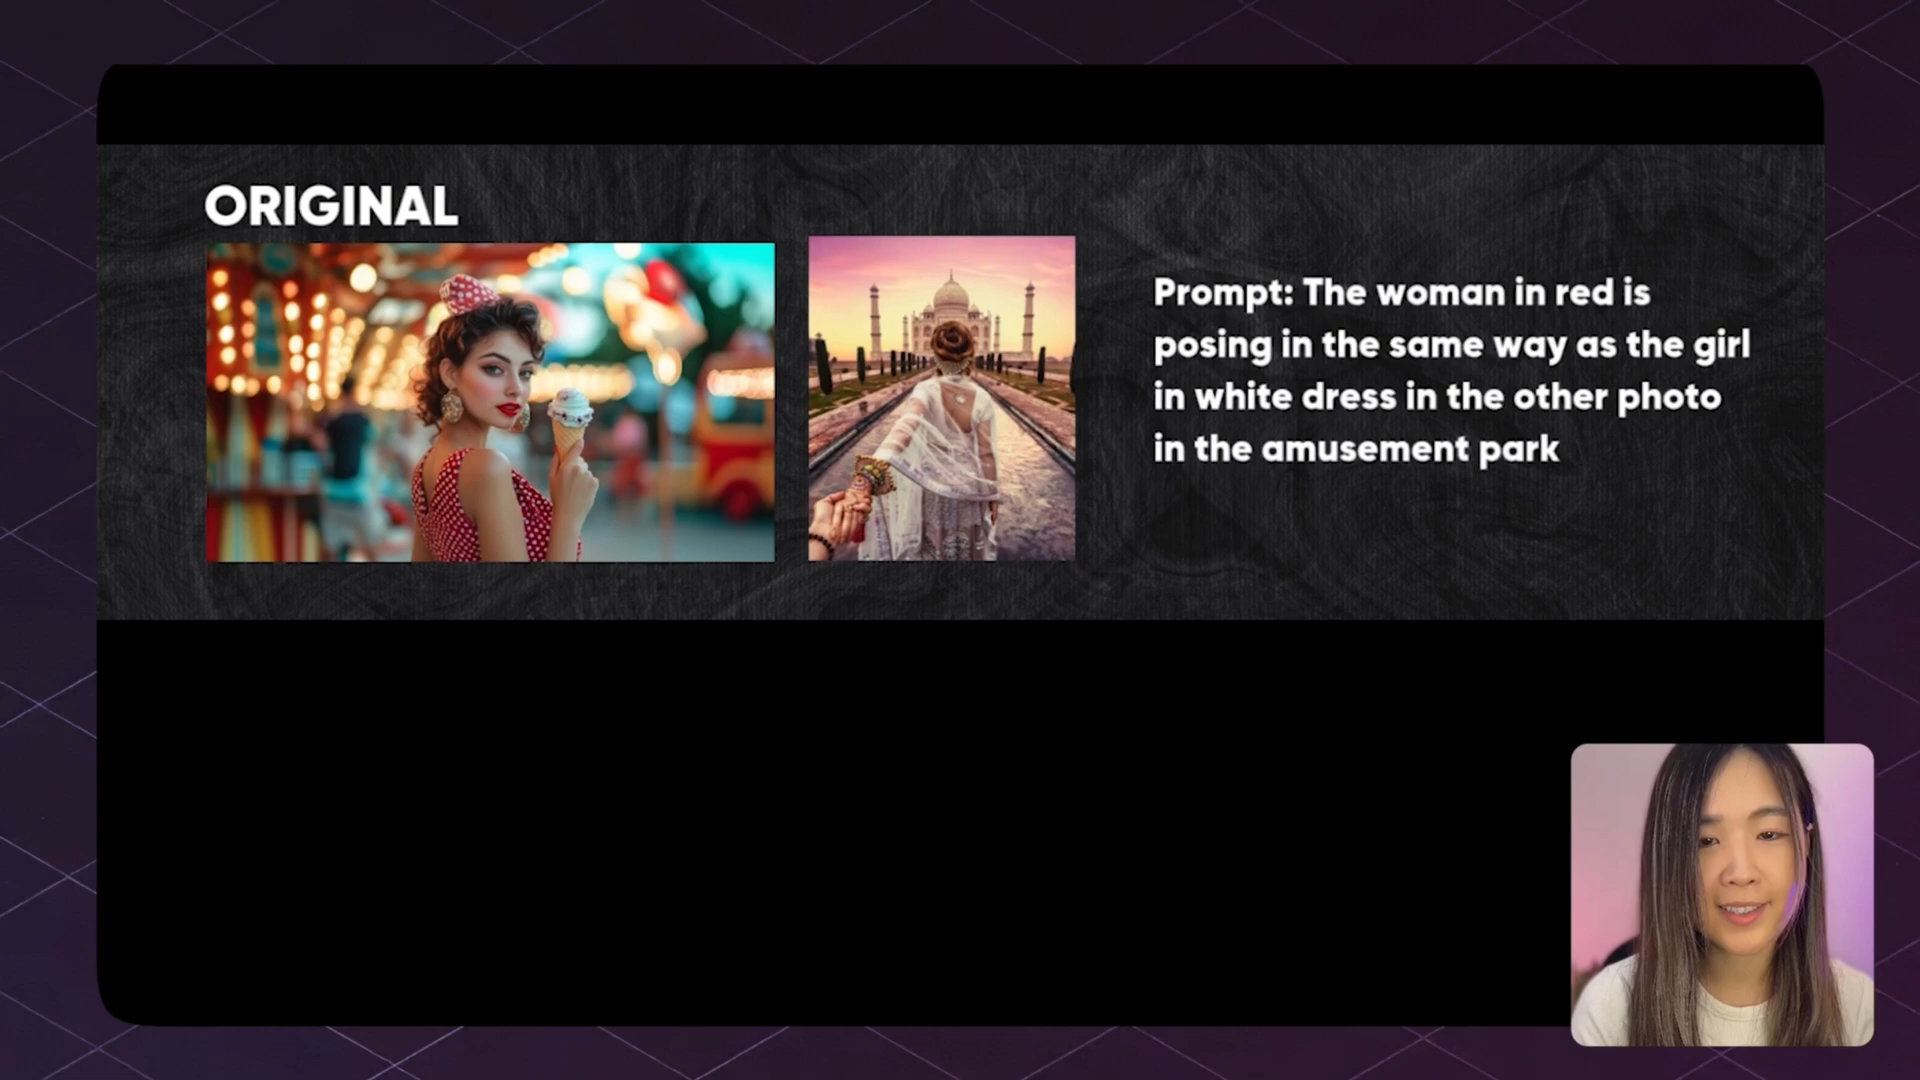 ORIGINAL
Prompt: The woman in red is
posing in the same way as the girl
in white dress in the other photo
in the amusement park